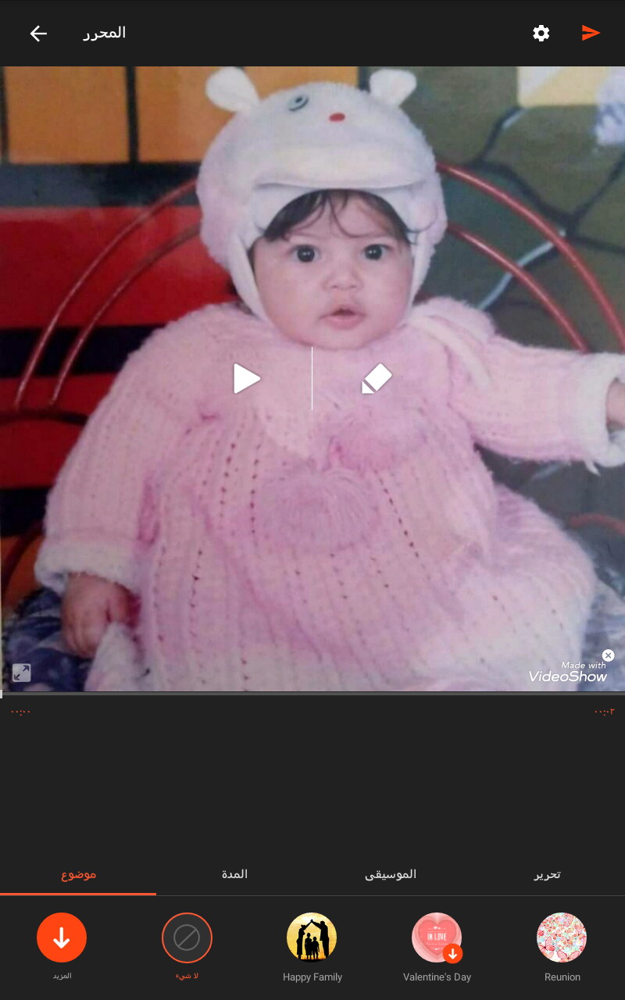 المحرر
Made with
VideoShow
٠٠:٠٠
٠٠:٠٢
موضوع
المدة
الموسيقى
تحرير
IN LOVE
المزيد
لا شيء
Happy Family
Valentine's Day
Reunion